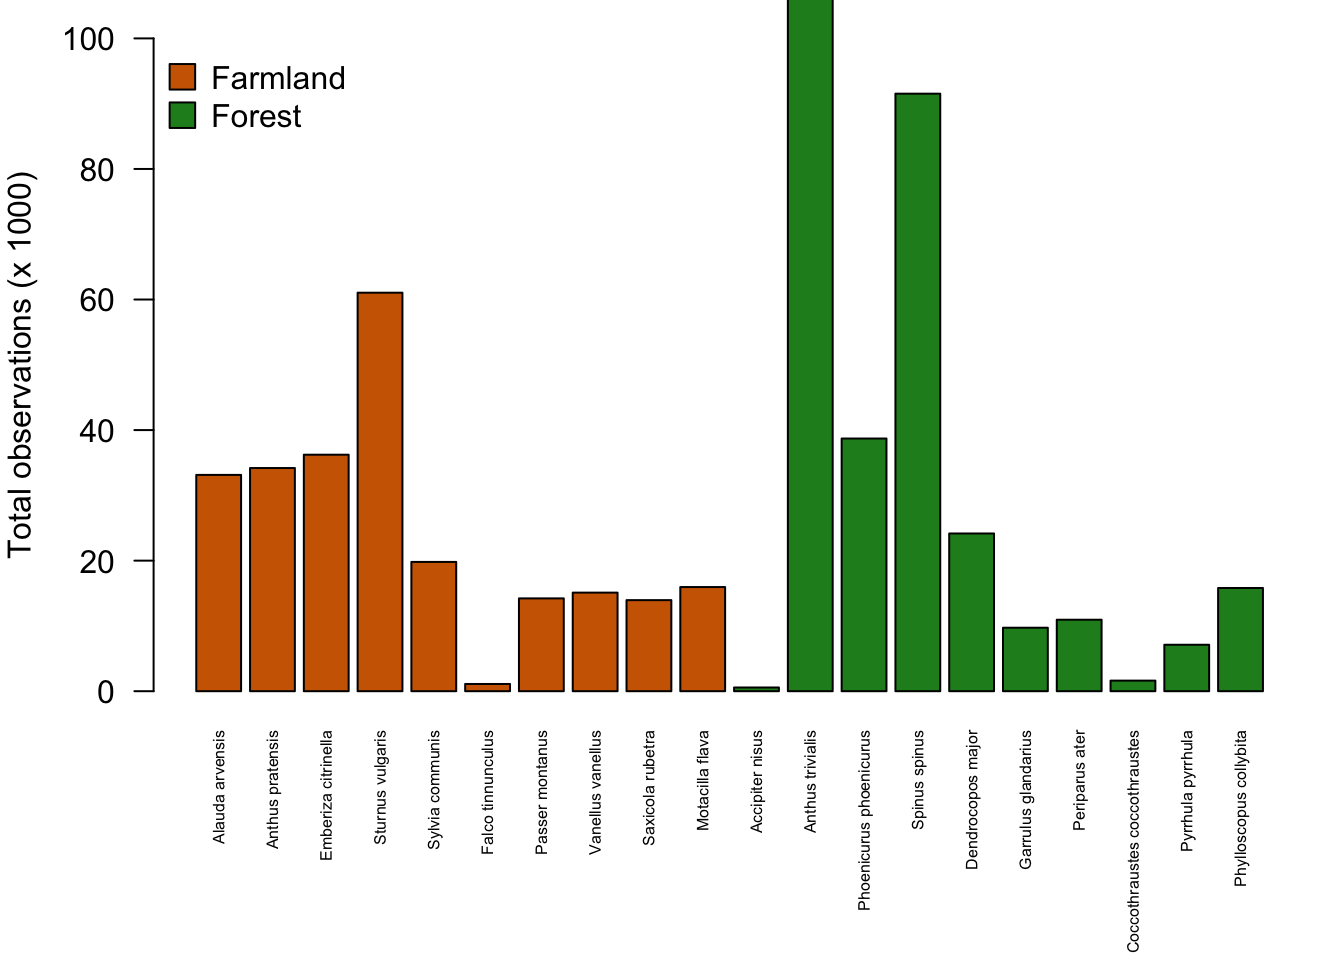 Total observations (x 1000)
100
80
60
40
20
0
Farmland
Forest
Alauda arvensis
Anthus pratensis
Emberiza citrinella
Sturnus vulgaris
Sylvia communis
Falco tinnunculus
Passer montanus
Vanellus vanellus
Saxicola rubetra
Motacilla flava
Accipiter nisus
Anthus trivialis
Phoenicurus phoenicurus
Spinus spinus
Dendrocopos major
Garrulus glandarius
Periparus ater
Coccothraustes coccothraustes
Pyrrhula pyrrhula
Phylloscopus collybita